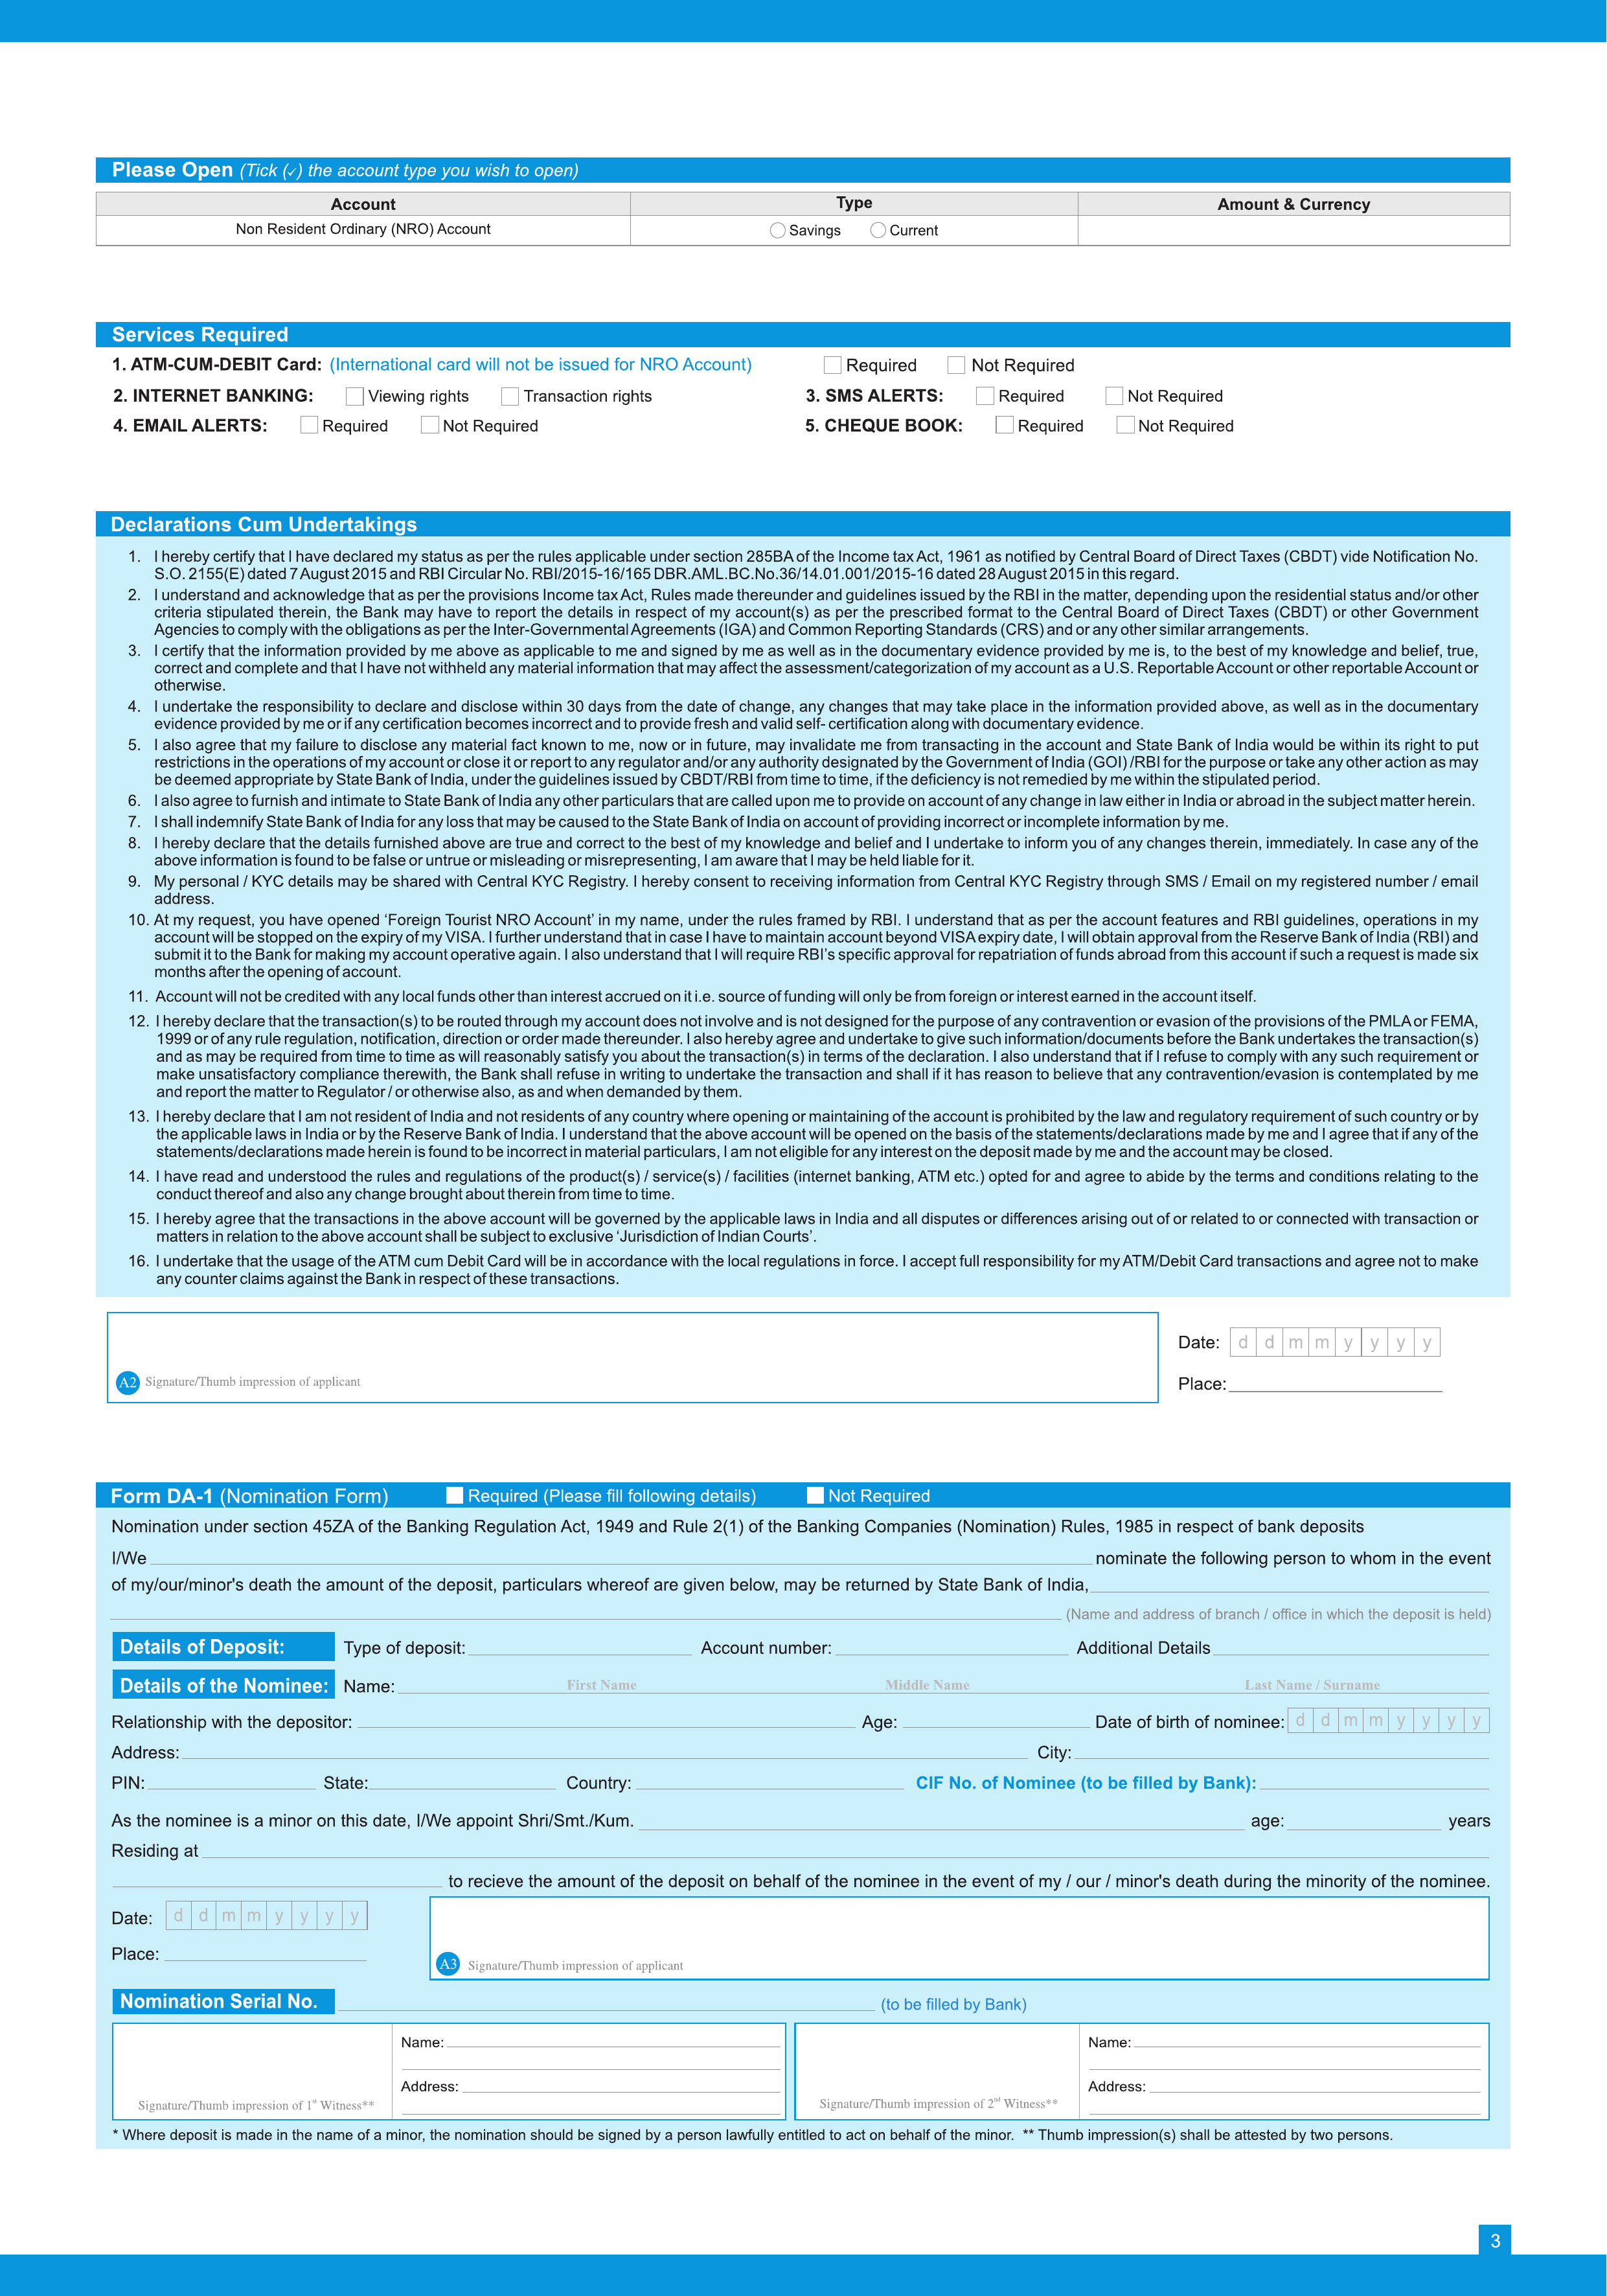 Please Open (Tick (✓) the account type you wish to open)
Account Type Amount & Currency
Non Resident Ordinary (NRO) Account Savings Current
Services Required
1. ATM-CUM-DEBIT Card: (International card will not be issued for NRO Account) Required Not Required
2. INTERNET BANKING: Viewing rights Transaction rights 3. SMS ALERTS: Required Not Required
4. EMAIL ALERTS: Required Not Required 5. CHEQUE BOOK: Required Not Required
Declarations Cum Undertakings
1. I hereby certify that I have declared my status as per the rules applicable under section 285BA of the Income tax Act, 1961 as notified by Central Board of Direct Taxes (CBDT) vide Notification No.
S.O. 2155(E) dated 7 August 2015 and RBI Circular No. RBI/2015-16/165 DBR.AML.BC.No.36/14.01.001/2015-16 dated 28 August 2015 in this regard.
2. I understand and acknowledge that as per the provisions Income tax Act, Rules made thereunder and guidelines issued by the RBI in the matter, depending upon the residential status and/or other
criteria stipulated therein, the Bank may have to report the details in respect of my account(s) as per the prescribed format to the Central Board of Direct Taxes (CBDT) or other Government
Agencies to comply with the obligations as per the Inter-Governmental Agreements (IGA) and Common Reporting Standards (CRS) and or any other similar arrangements.
3. I certify that the information provided by me above as applicable to me and signed by me as well as in the documentary evidence provided by me is, to the best of my knowledge and belief, true,
correct and complete and that I have not withheld any material information that may affect the assessment/categorization of my account as a U.S. Reportable Account or other reportable Account or
otherwise.
4. I undertake the responsibility to declare and disclose within 30 days from the date of change, any changes that may take place in the information provided above, as well as in the documentary
evidence provided by me or if any certification becomes incorrect and to provide fresh and valid self- certification along with documentary evidence.
5. I also agree that my failure to disclose any material fact known to me, now or in future, may invalidate me from transacting in the account and State Bank of India would be within its right to put
restrictions in the operations of my account or close it or report to any regulator and/or any authority designated by the Government of India (GOI) /RBI for the purpose or take any other action as may
be deemed appropriate by State Bank of India, under the guidelines issued by CBDT/RBI from time to time, if the deficiency is not remedied by me within the stipulated period.
6. I also agree to furnish and intimate to State Bank of India any other particulars that are called upon me to provide on account of any change in law either in India or abroad in the subject matter herein.
7. I shall indemnify State Bank of India for any loss that may be caused to the State Bank of India on account of providing incorrect or incomplete information by me.
8. I hereby declare that the details furnished above are true and correct to the best of my knowledge and belief and I undertake to inform you of any changes therein, immediately. In case any of the
above information is found to be false or untrue or misleading or misrepresenting, I am aware that I may be held liable for it.
9. My personal / KYC details may be shared with Central KYC Registry. I hereby consent to receiving information from Central KYC Registry through SMS / Email on my registered number / email
address.
10. At my request, you have opened ‘Foreign Tourist NRO Account’ in my name, under the rules framed by RBI. I understand that as per the account features and RBI guidelines, operations in my
account will be stopped on the expiry of my VISA. I further understand that in case I have to maintain account beyond VISA expiry date, I will obtain approval from the Reserve Bank of India (RBI) and
submit it to the Bank for making my account operative again. I also understand that I will require RBI’s specific approval for repatriation of funds abroad from this account if such a request is made six
months after the opening of account.
11. Account will not be credited with any local funds other than interest accrued on it i.e. source of funding will only be from foreign or interest earned in the account itself.
12. I hereby declare that the transaction(s) to be routed through my account does not involve and is not designed for the purpose of any contravention or evasion of the provisions of the PMLA or FEMA,
1999 or of any rule regulation, notification, direction or order made thereunder. I also hereby agree and undertake to give such information/documents before the Bank undertakes the transaction(s)
and as may be required from time to time as will reasonably satisfy you about the transaction(s) in terms of the declaration. I also understand that if I refuse to comply with any such requirement or
make unsatisfactory compliance therewith, the Bank shall refuse in writing to undertake the transaction and shall if it has reason to believe that any contravention/evasion is contemplated by me
and report the matter to Regulator / or otherwise also, as and when demanded by them.
13. I hereby declare that I am not resident of India and not residents of any country where opening or maintaining of the account is prohibited by the law and regulatory requirement of such country or by
the applicable laws in India or by the Reserve Bank of India. I understand that the above account will be opened on the basis of the statements/declarations made by me and I agree that if any of the
statements/declarations made herein is found to be incorrect in material particulars, I am not eligible for any interest on the deposit made by me and the account may be closed.
14. I have read and understood the rules and regulations of the product(s) / service(s) / facilities (internet banking, ATM etc.) opted for and agree to abide by the terms and conditions relating to the
conduct thereof and also any change brought about therein from time to time.
15. I hereby agree that the transactions in the above account will be governed by the applicable laws in India and all disputes or differences arising out of or related to or connected with transaction or
matters in relation to the above account shall be subject to exclusive ‘Jurisdiction of Indian Courts’.
16. I undertake that the usage of the ATM cum Debit Card will be in accordance with the local regulations in force. I accept full responsibility for my ATM/Debit Card transactions and agree not to make
any counter claims against the Bank in respect of these transactions.
Date: d d m m y y y y
A2 Signature/Thumb impression of applicant
Place:
Form DA-1 (Nomination Form) Required (Please fill following details) Not Required
Nomination under section 45ZA of the Banking Regulation Act, 1949 and Rule 2(1) of the Banking Companies (Nomination) Rules, 1985 in respect of bank deposits
I/We nominate the following person to whom in the event
of my/our/minor's death the amount of the deposit, particulars whereof are given below, may be returned by State Bank of India,
(Name and address of branch / office in which the deposit is held)
Details of Deposit: Type of deposit: Account number: Additional Details
Details of the Nominee: Name: First Name Middle Name Last Name / Surname
Relationship with the depositor: Age: Date of birth of nominee: d d m m y y y y
Address: City:
PIN: State: Country: CIF No. of Nominee (to be filled by Bank):
As the nominee is a minor on this date, I/We appoint Shri/Smt./Kum. age: years
Residing at
to recieve the amount of the deposit on behalf of the nominee in the event of my / our / minor's death during the minority of the nominee.
Date: d d m m y y y y
Place:
A3 Signature/Thumb impression of applicant
Nomination Serial No. (to be filled by Bank)
Name: Name:
Address: Address:
Signature/Thumb impression of 1st Witness** Signature/Thumb impression of 2nd Witness**
* Where deposit is made in the name of a minor, the nomination should be signed by a person lawfully entitled to act on behalf of the minor. ** Thumb impression(s) shall be attested by two persons.
3